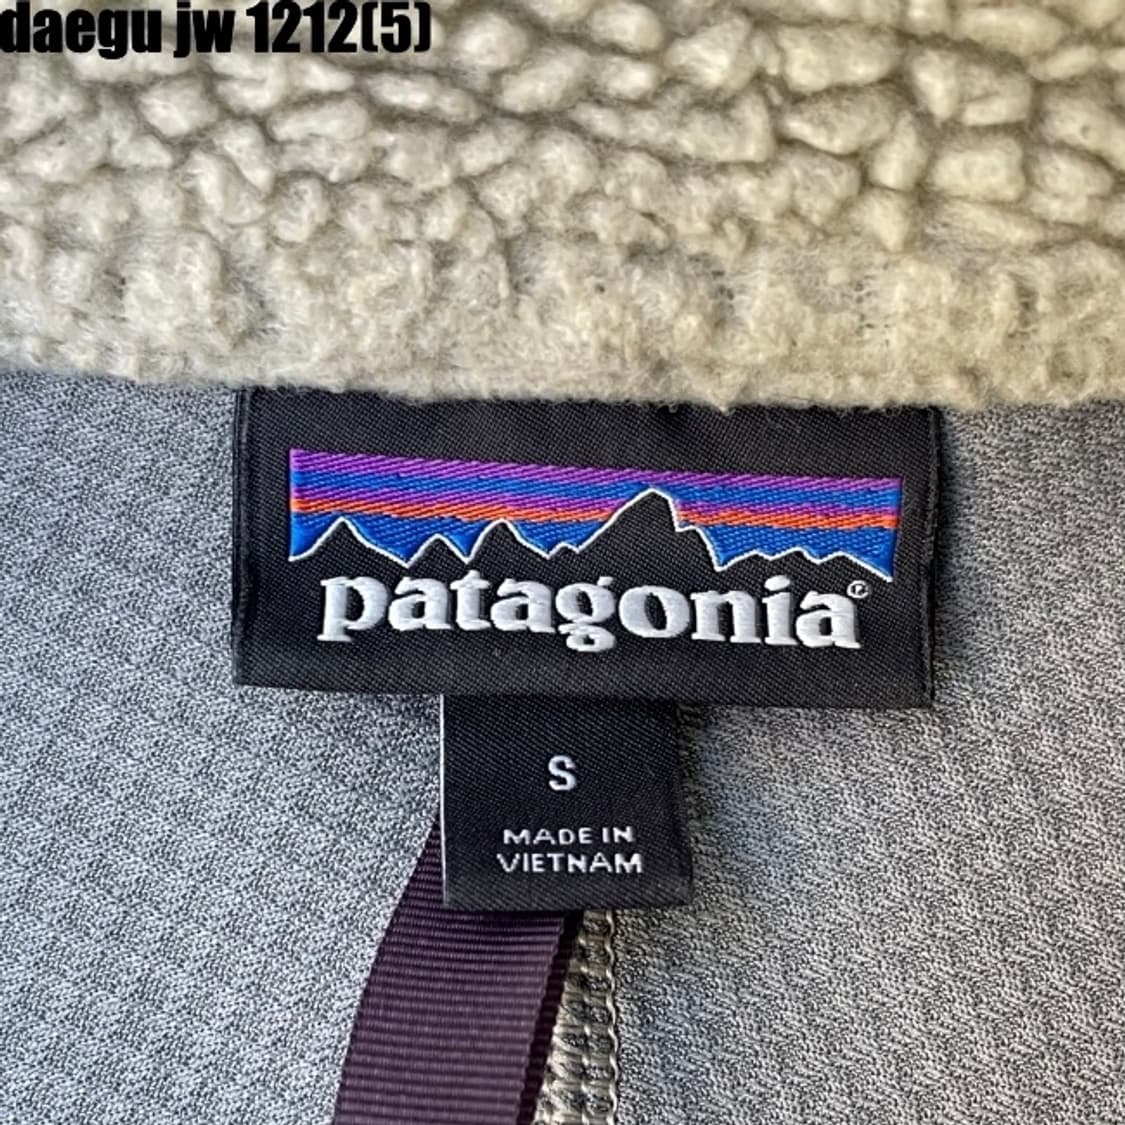 daegu jw 1212(5)
patagonia®
S
MADE IN
VIETNAM